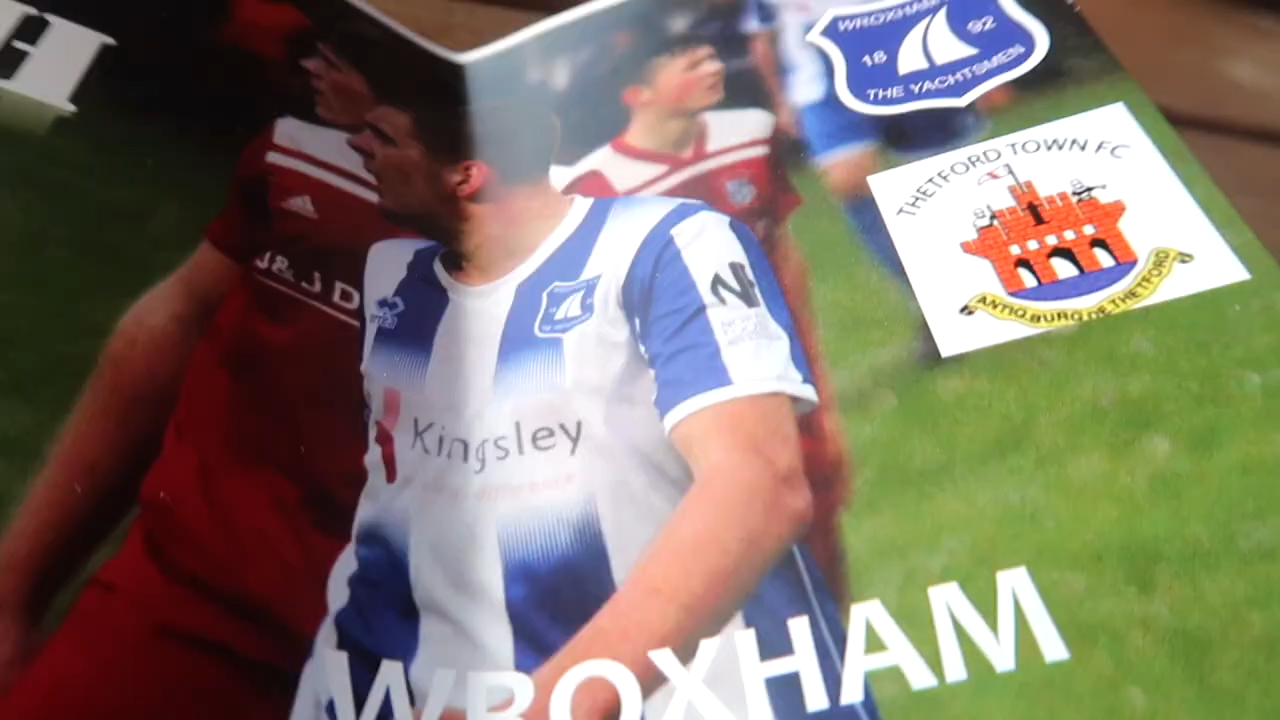 WROXHAM
18 92
THE YACHTSMEN
THETFORD TOWN FC
ANTIQ.BURG.DE.THETFORD
J & J D
Kingsley
WROXHAM